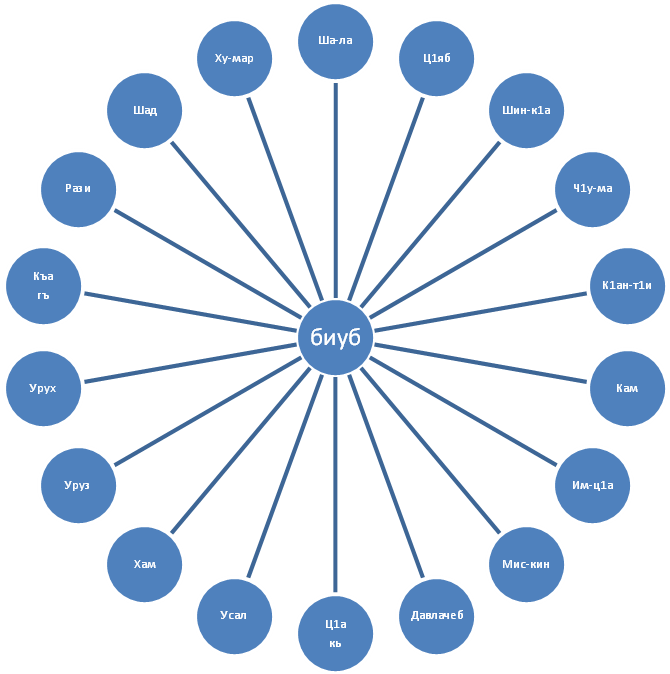 Ша-ла
Ц1яб
Шин-к1а
Ч1у-ма
К1ан-т1и
Кам
Им-ц1а
Мис-кин
Давлачеб
Ц1а
кь
Усал
Хам
Уруз
Урух
Къа
гъ
Рази
Шад
Ху-мар
биуб